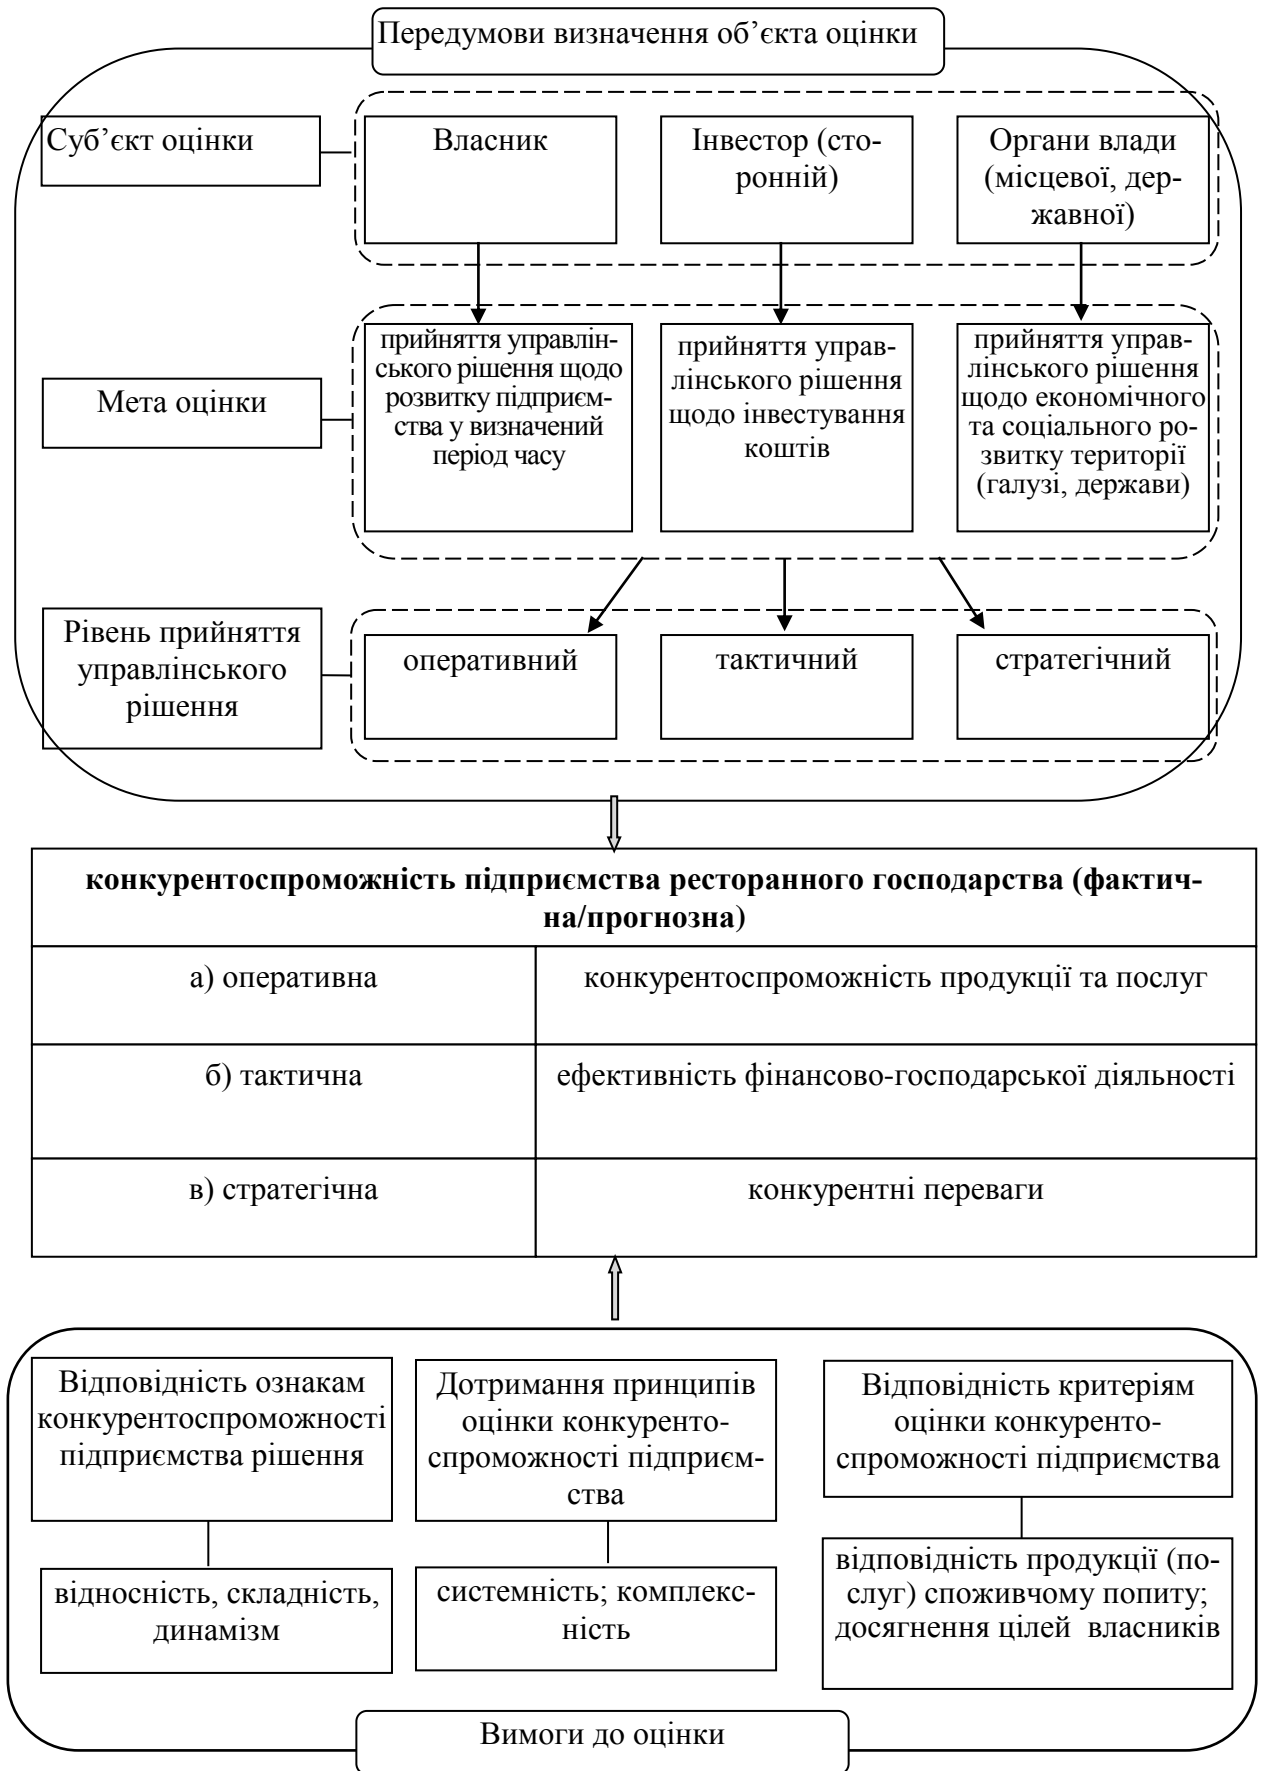 Передумови визначення об’єкта оцінки
Суб’єкт оцінки
Власник
Інвестор (сто-
ронній)
Органи влади
(місцевої, дер-
жавної)
Мета оцінки
прийняття управлін-
ського рішення щодо
розвитку підприєм-
ства у визначений
період часу
прийняття управ-
лінського рішення
щодо інвестування
коштів
прийняття управ-
лінського рішення
щодо економічного
та соціального ро-
звитку території
(галузі, держави)
Рівень прийняття
управлінського
рішення
оперативний
тактичний
стратегічний
конкурентоспроможність підприємства ресторанного господарства (фактич-
на/прогнозна)
а) оперативна
конкурентоспроможність продукції та послуг
б) тактична
ефективність фінансово-господарської діяльності
в) стратегічна
конкурентні переваги
Відповідність ознакам
конкурентоспроможності
підприємства рішення
Дотримання принципів
оцінки конкуренто-
спроможності підприєм-
ства
Відповідність критеріям
оцінки конкуренто-
спроможності підприємства
відносність, складність,
динамізм
системність; комплекс-
ність
відповідність продукції (по-
слуг) споживчому попиту;
досягнення цілей власників
Вимоги до оцінки